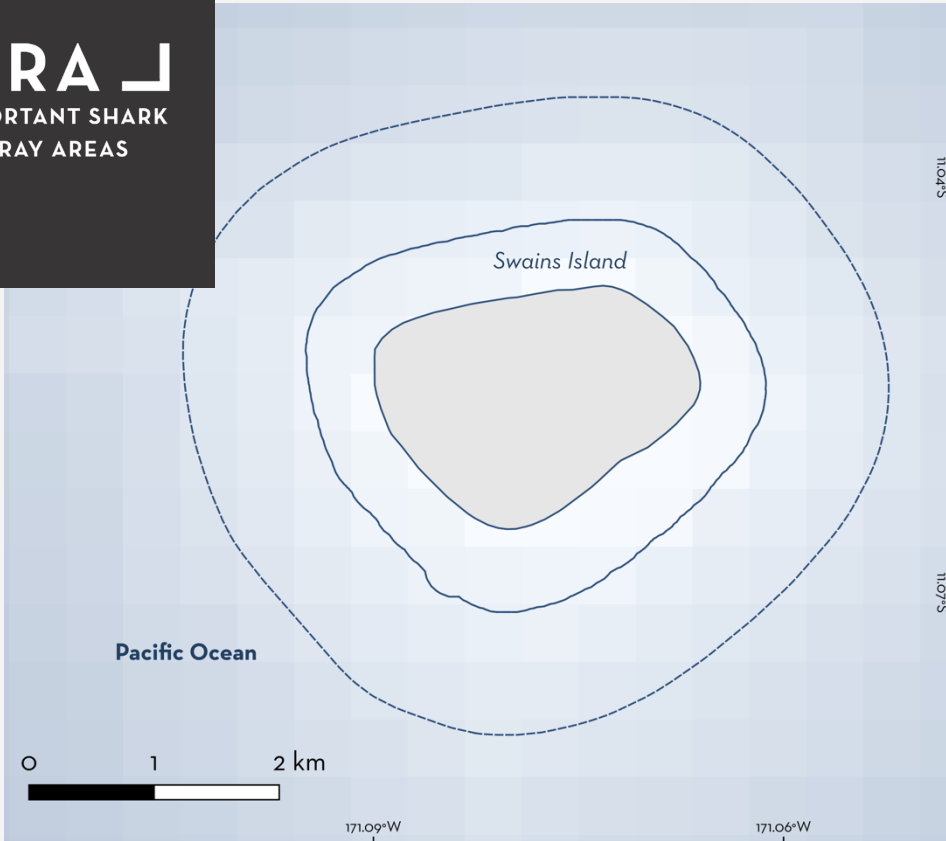 RA
ORTANT SHARK
RAY AREAS
11.04°S
Swains Island
11.07°S
Pacific Ocean
0 1 2 km
171.09°W 171.06°W